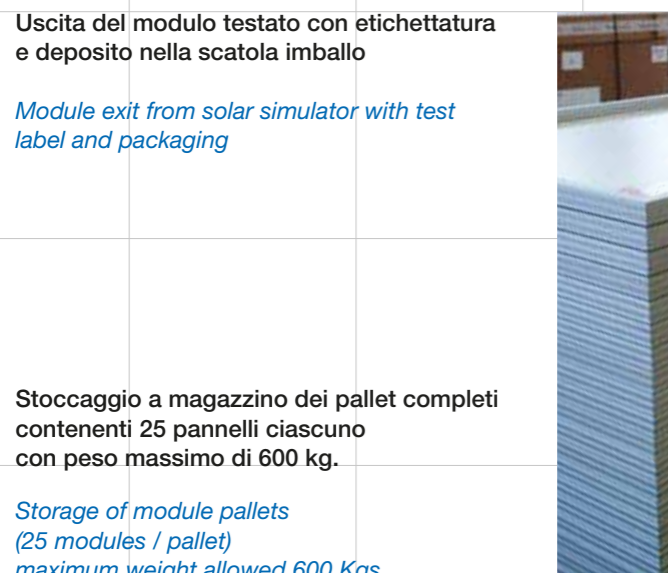 Uscita del modulo testato con etichettatura
e deposito nella scatola imballo
Module exit from solar simulator with test
label and packaging
Stoccaggio a magazzino dei pallet completi
contenenti 25 pannelli ciascuno
con peso massimo di 600 kg.
Storage of module pallets
(25 modules / pallet)
maximum weight allowed 600 Kgs